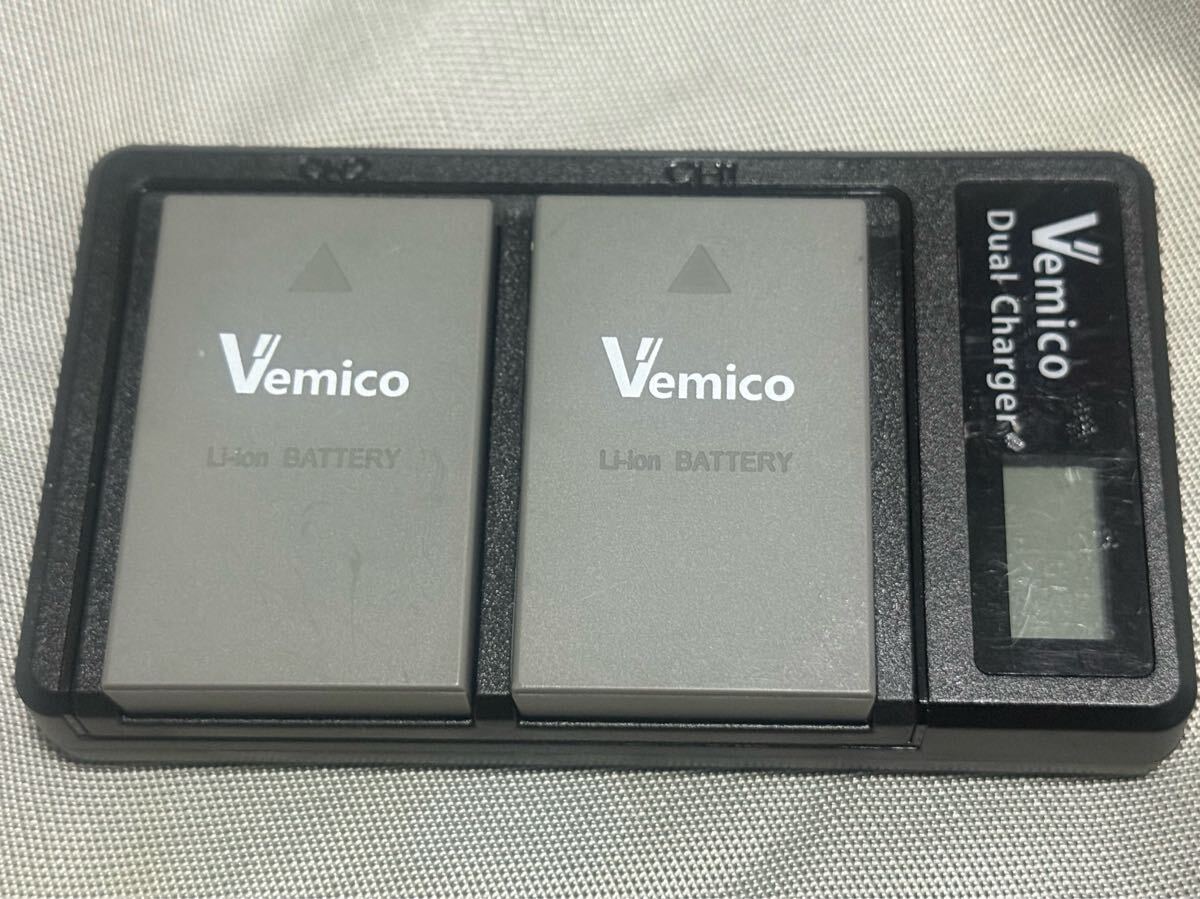 CH2
CH1
Vemico
Li-ion BATTERY
Vemico
Li-ion BATTERY
Vemico
Dual Charger